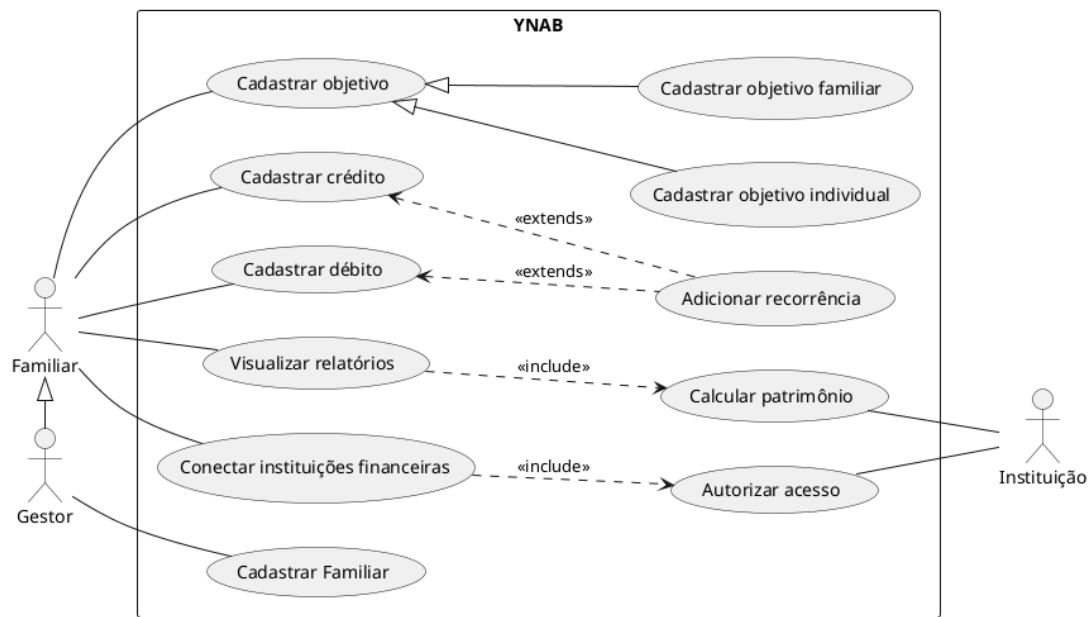 YNAB
Cadastrar objetivo
Cadastrar objetivo familiar
Cadastrar crédito
Cadastrar objetivo individual
«extends»
Cadastrar débito
«extends»
Adicionar recorrência
Familiar
Visualizar relatórios
«include»
Calcular patrimônio
Conectar instituições financeiras
«include»
Autorizar acesso
Instituição
Gestor
Cadastrar Familiar